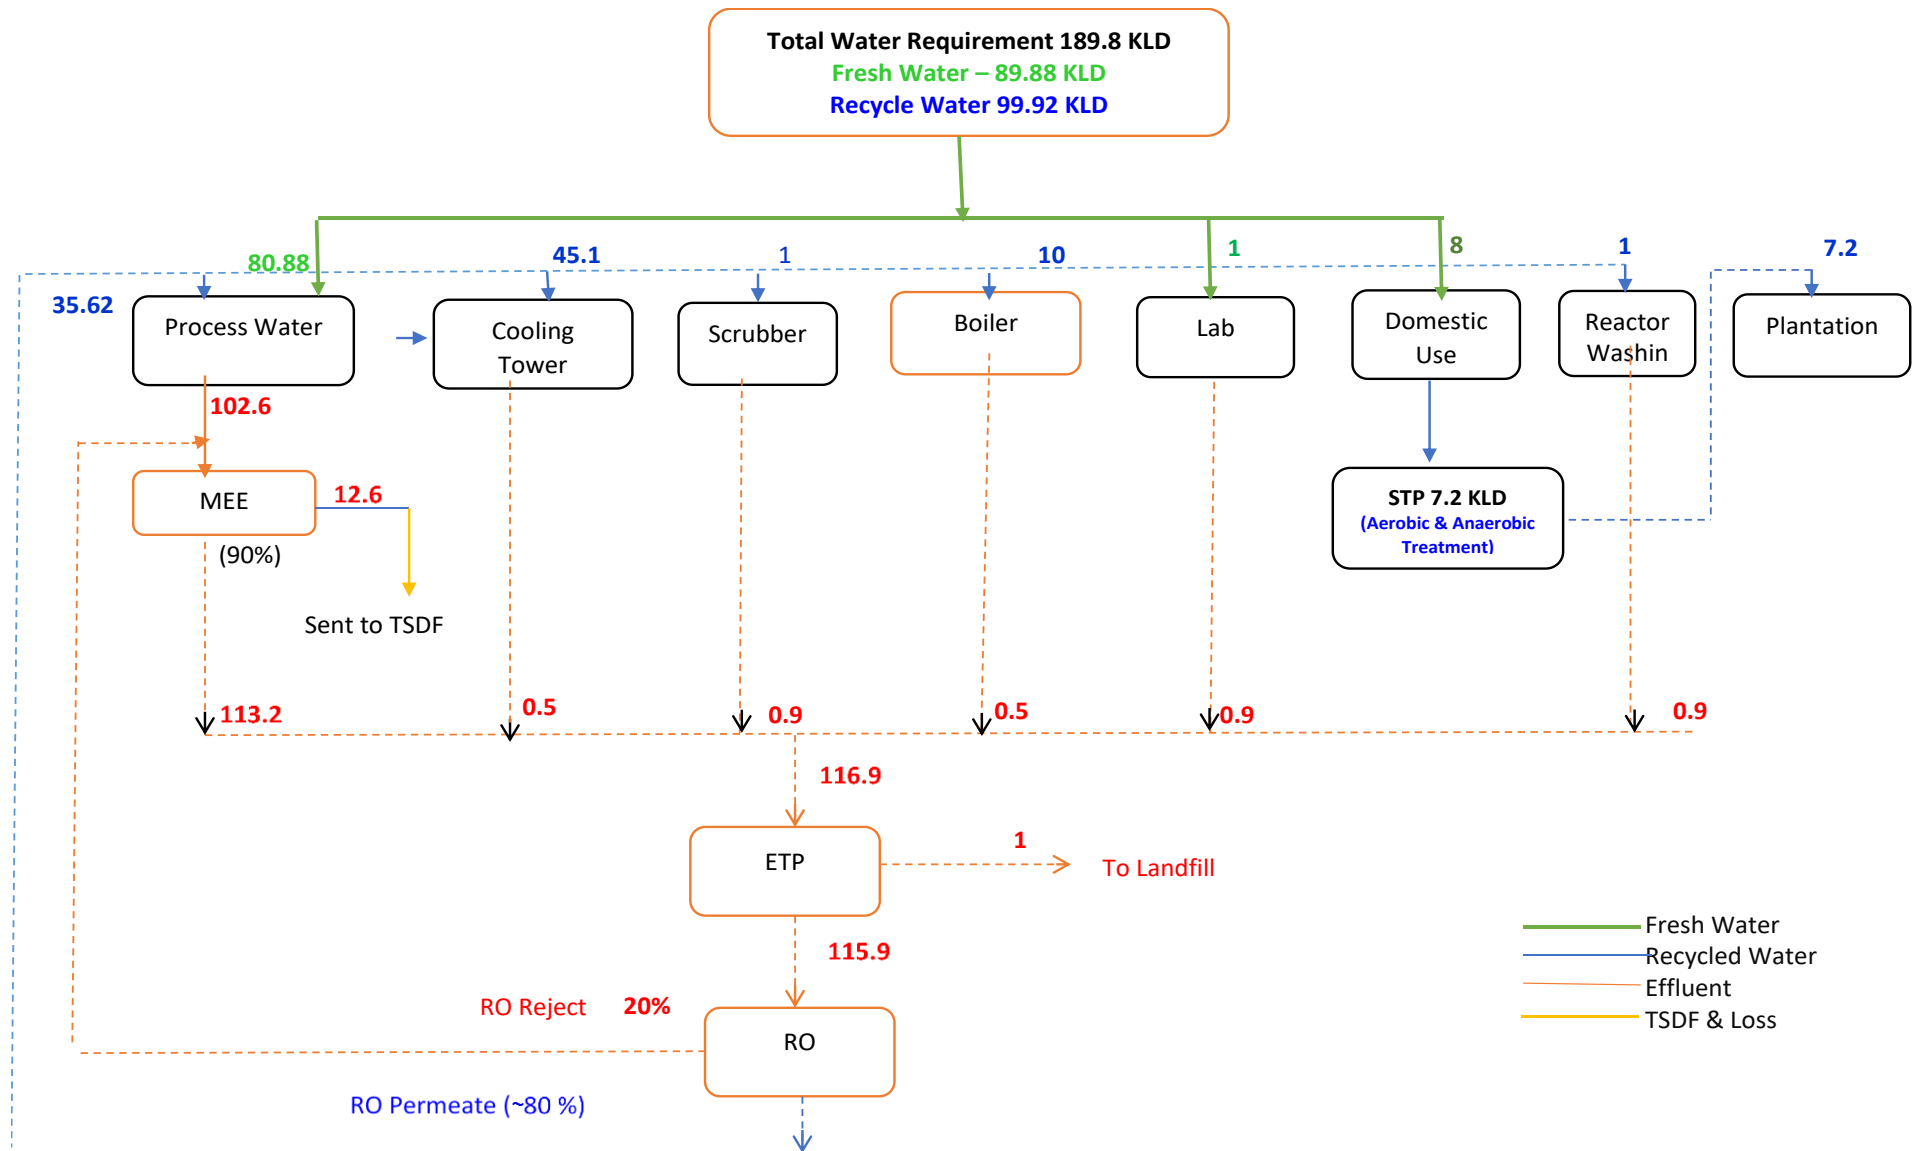 Total Water Requirement 189.8 KLD
Fresh Water – 89.88 KLD
Recycle Water 99.92 KLD
80.88
45.1
1
10
1
8
1
7.2
35.62
Process Water
Cooling
Tower
Scrubber
Boiler
Lab
Domestic
Use
Reactor
Washin
Plantation
102.6
MEE
12.6
(90%)
Sent to TSDF
STP 7.2 KLD
(Aerobic & Anaerobic
Treatment)
113.2
0.5
0.9
0.5
0.9
0.9
116.9
ETP
1
To Landfill
115.9
RO Reject 20%
RO
RO Permeate (~80 %)
Fresh Water
Recycled Water
Effluent
TSDF & Loss